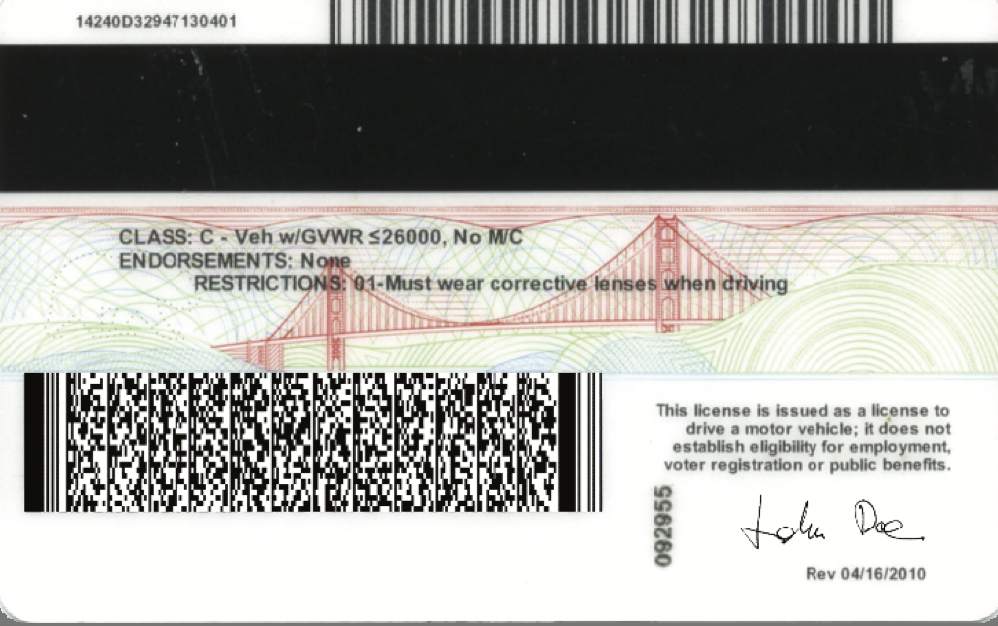 14240D32947130401
CLASS: C - Veh w/GVWR ≤26000, No M/C
ENDORSEMENTS: None
RESTRICTIONS: 01-Must wear corrective lenses when driving
This license is issued as a license to
drive a motor vehicle; it does not
establish eligibility for employment,
voter registration or public benefits.
092955
John Doe
Rev 04/16/2010